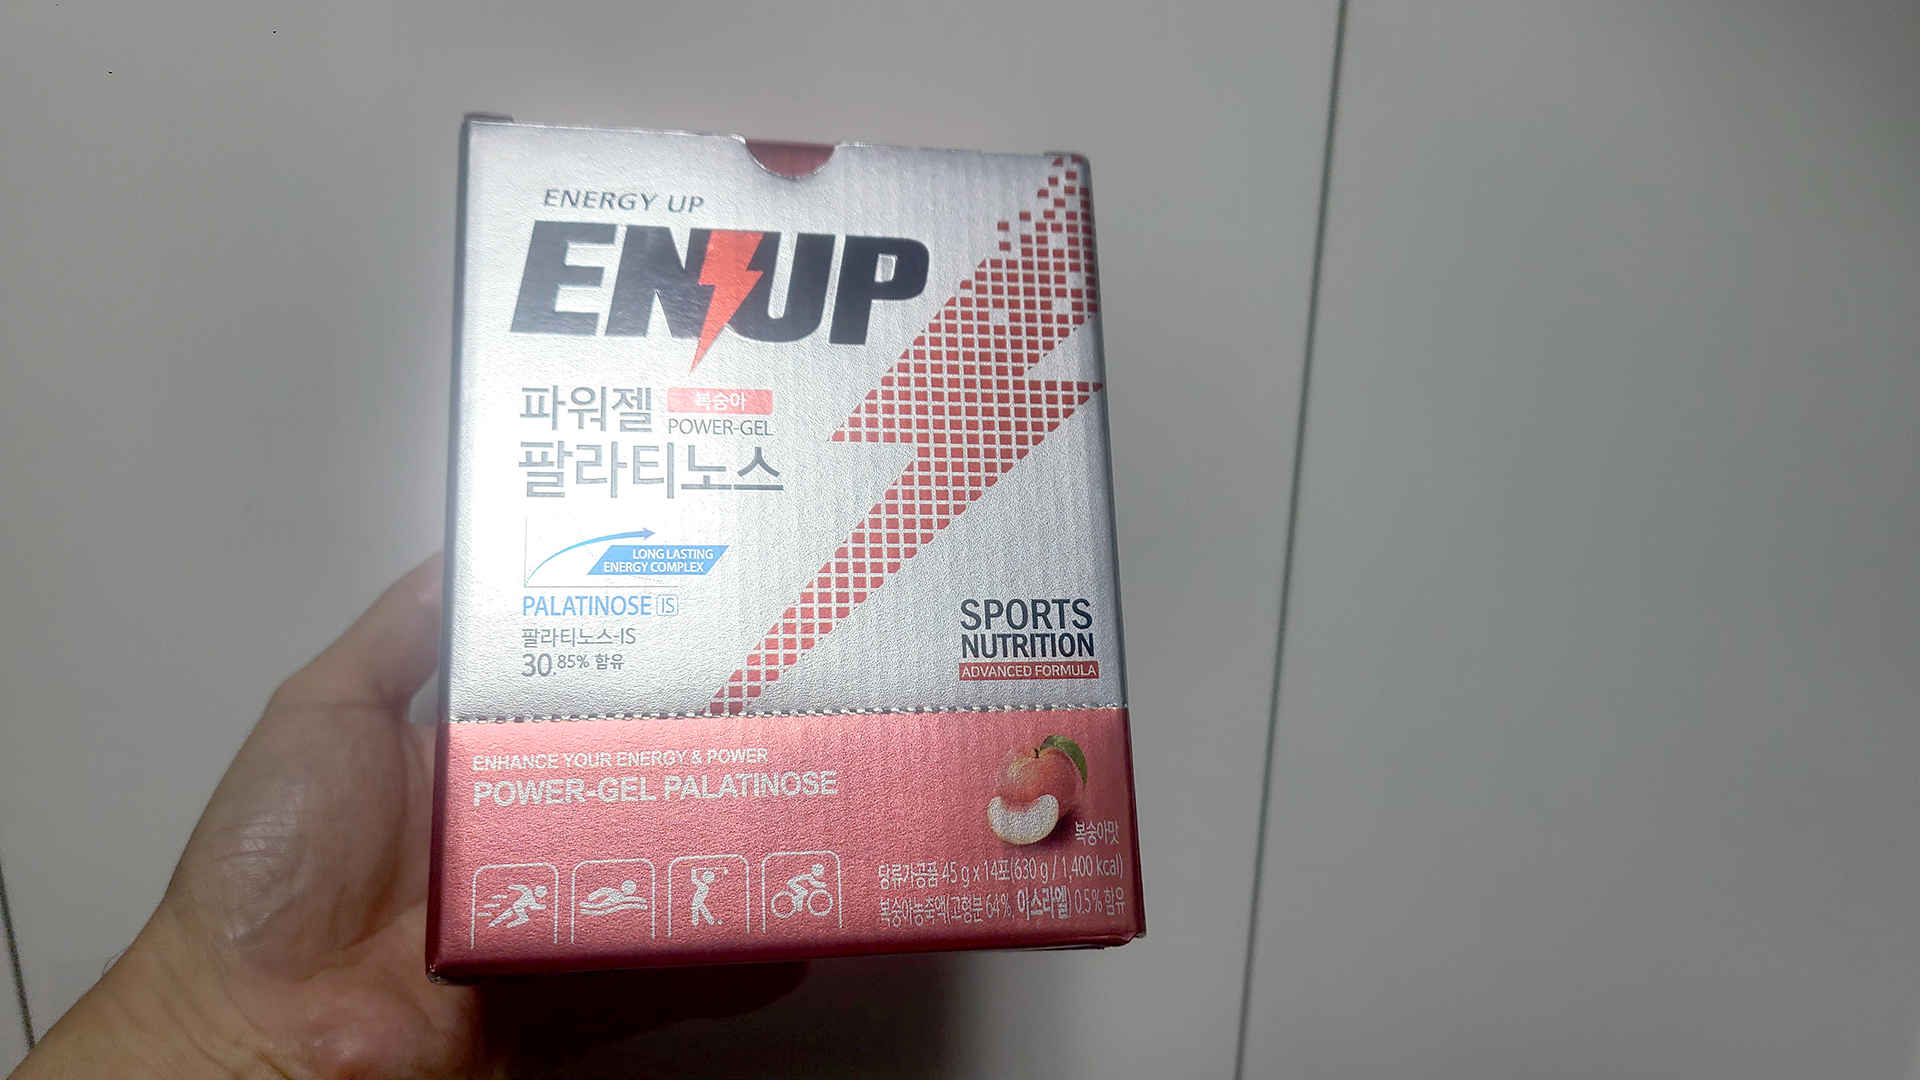 ENERGY UP
ENUP
파워젤 복숭아
POWER-GEL
팔라티노스
LONG LASTING
ENERGY COMPLEX
PALATINOSE IS
팔라티노스-IS
30.85% 함유
SPORTS
NUTRITION
ADVANCED FORMULA
ENHANCE YOUR ENERGY & POWER
POWER-GEL PALATINOSE
복숭아맛
당류가공품 45 g x 14포(630 g / 1,400 kcal)
복숭아농축액(고형분 64%, 이스라엘) 0.5% 함유